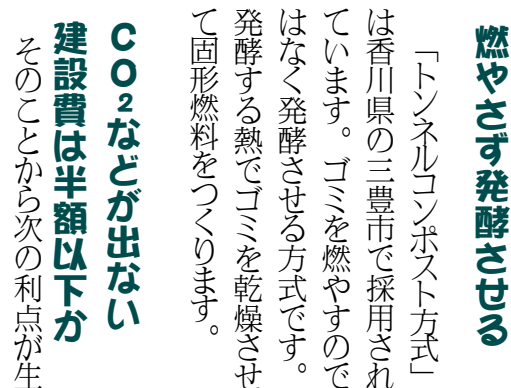 燃やさず発酵させる
「トンネルコンポスト方式」
は香川県の三豊市で採用され
ています。ゴミを燃やすので
はなく発酵させる方式です。
発酵する熱でゴミを乾燥させ
て固形燃料をつくります。
CO2などが出ない
建設費は半額以下か
そのことから次の利点が生